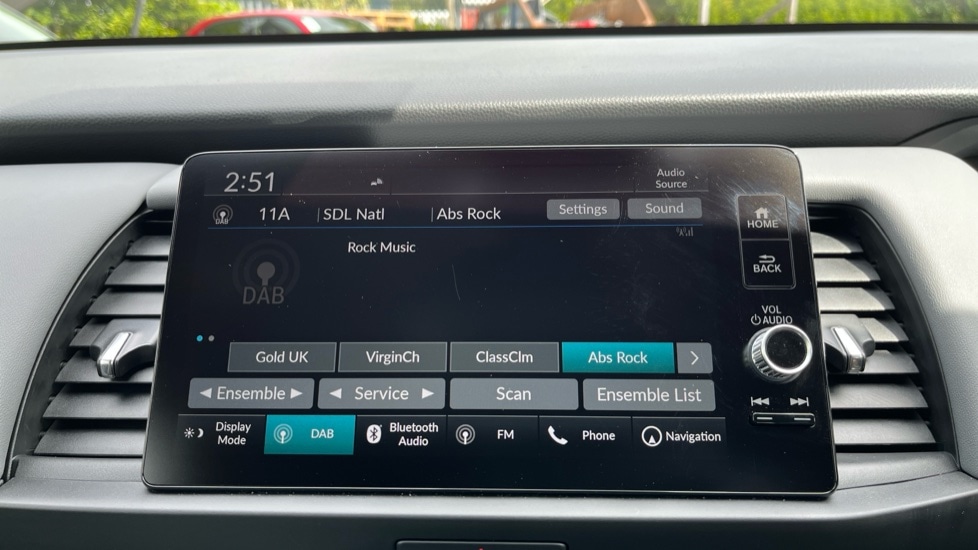 2:51
Audio
Source
DAB 11A SDL Natl Abs Rock Settings Sound
HOME
Rock Music
BACK
DAB
VOL
AUDIO
Gold UK VirginCh ClassClm Abs Rock >
◄ Ensemble ► ◄ Service ► Scan Ensemble List
Display
Mode
DAB
Bluetooth
Audio
FM
Phone
Navigation